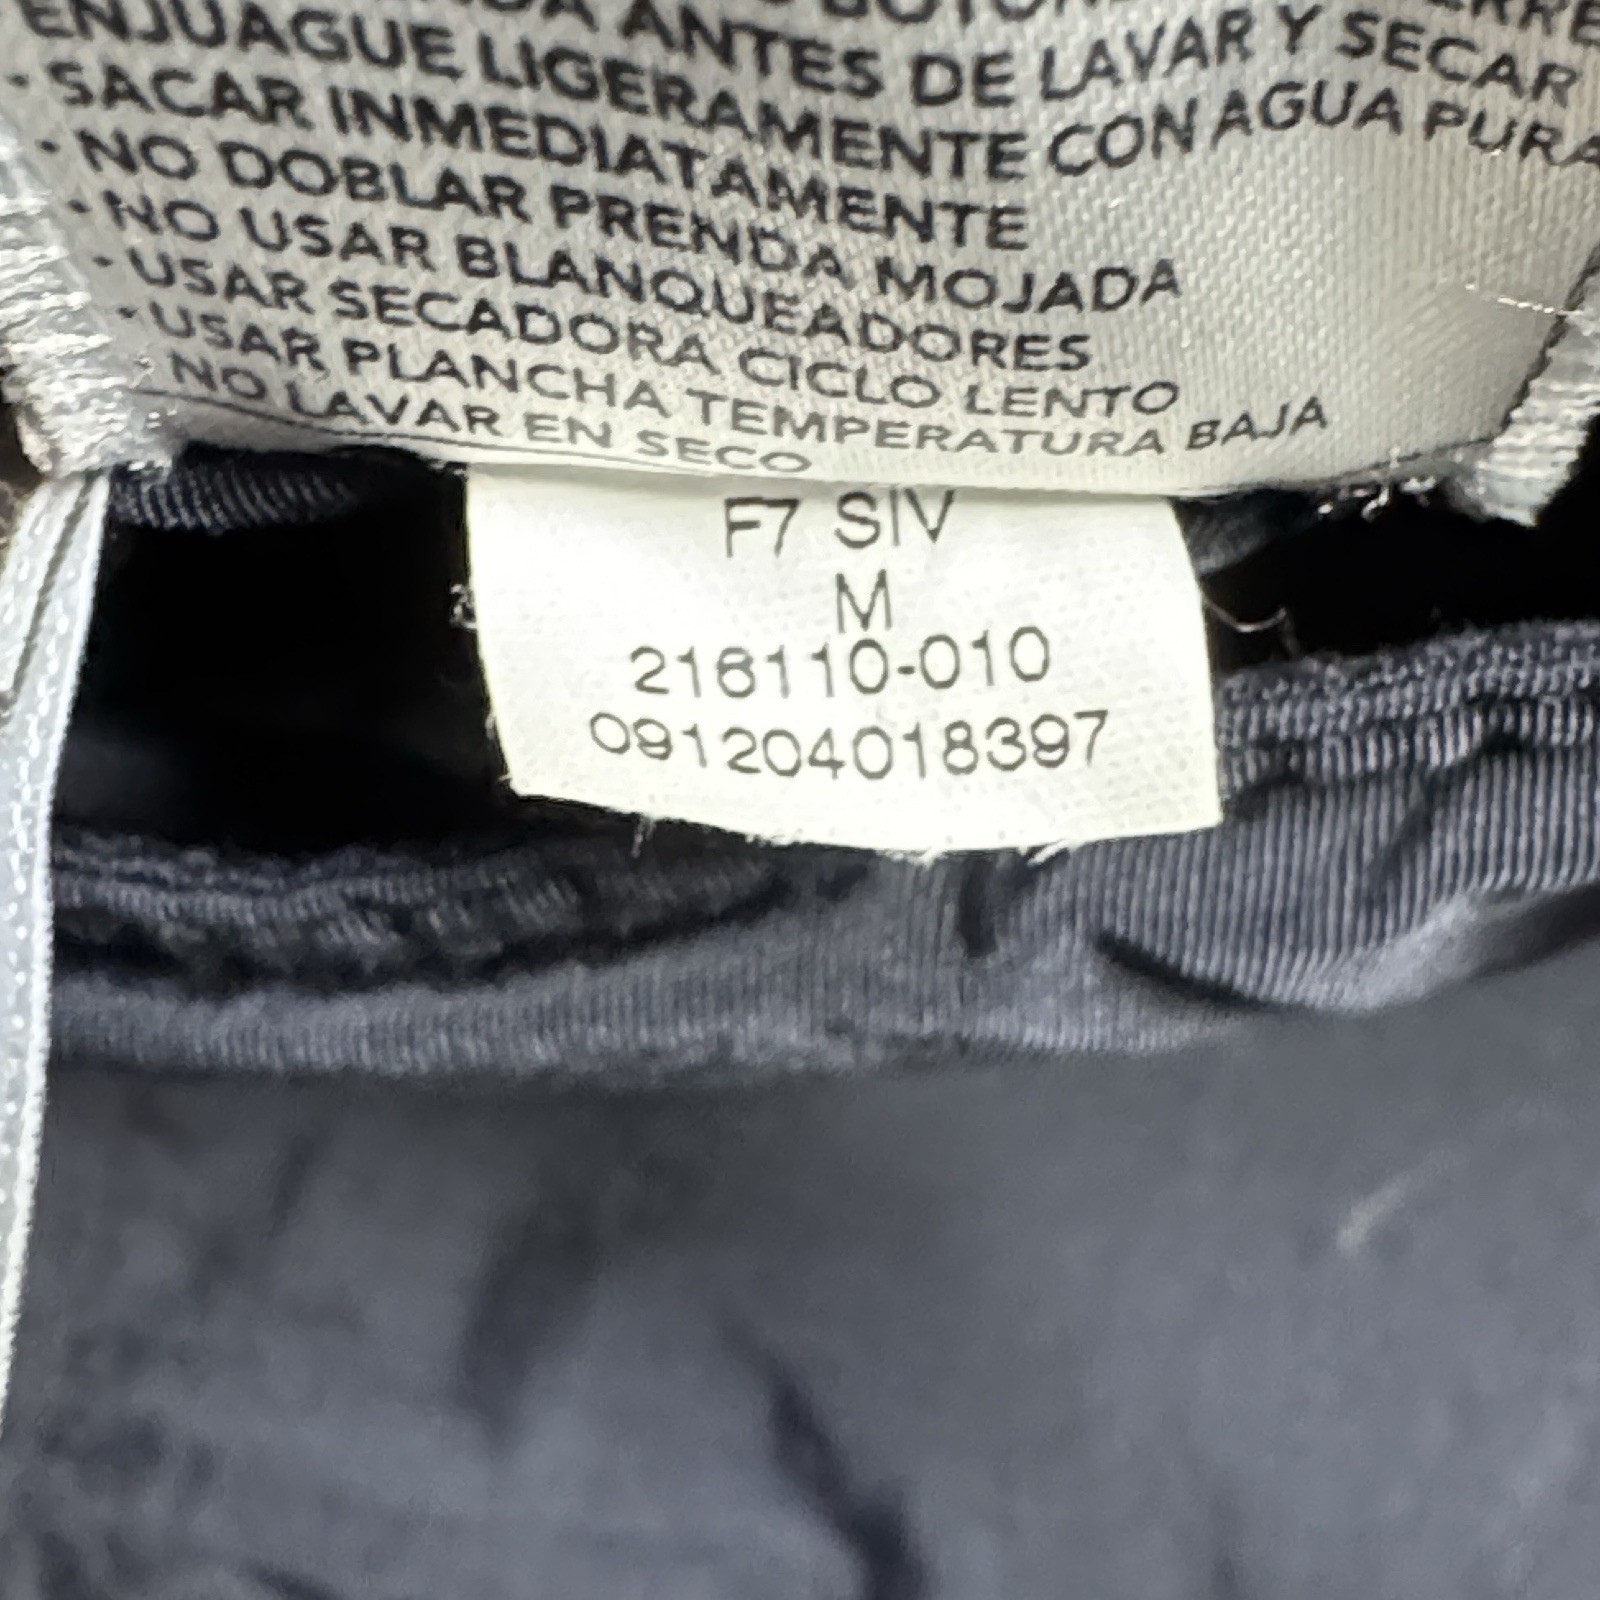 ANTES DE LAVAR Y SECAR
ENJUAGUE LIGERAMENTE CON AGUA PURA
· SACAR INMEDIATAMENTE
· NO DOBLAR PRENDA MOJADA
· NO USAR BLANQUEADORES
· USAR SECADORA CICLO LENTO
· USAR PLANCHA TEMPERATURA BAJA
· NO LAVAR EN SECO
F7 SIV
M
216110-010
091204018397